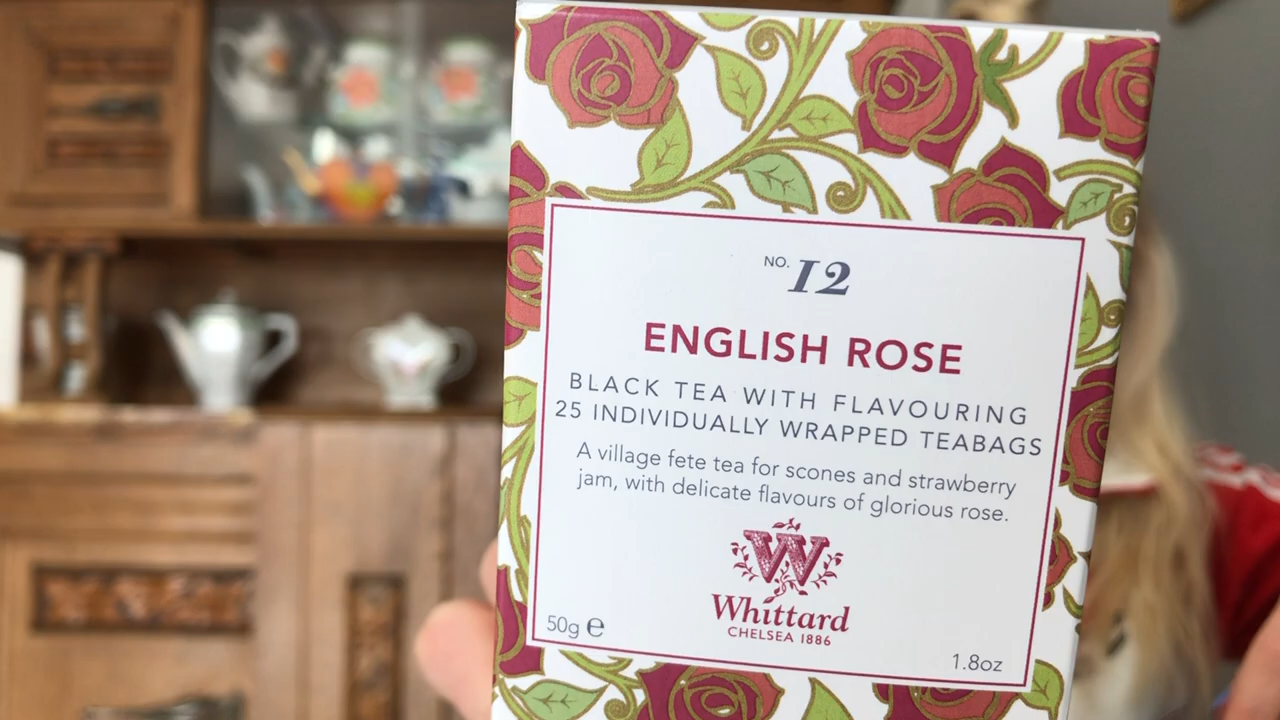 NO. 12
ENGLISH ROSE
BLACK TEA WITH FLAVOURING
25 INDIVIDUALLY WRAPPED TEABAGS
A village fete tea for scones and strawberry
jam, with delicate flavours of glorious rose.
W
Whittard
CHELSEA 1886
50g e
1.8oz